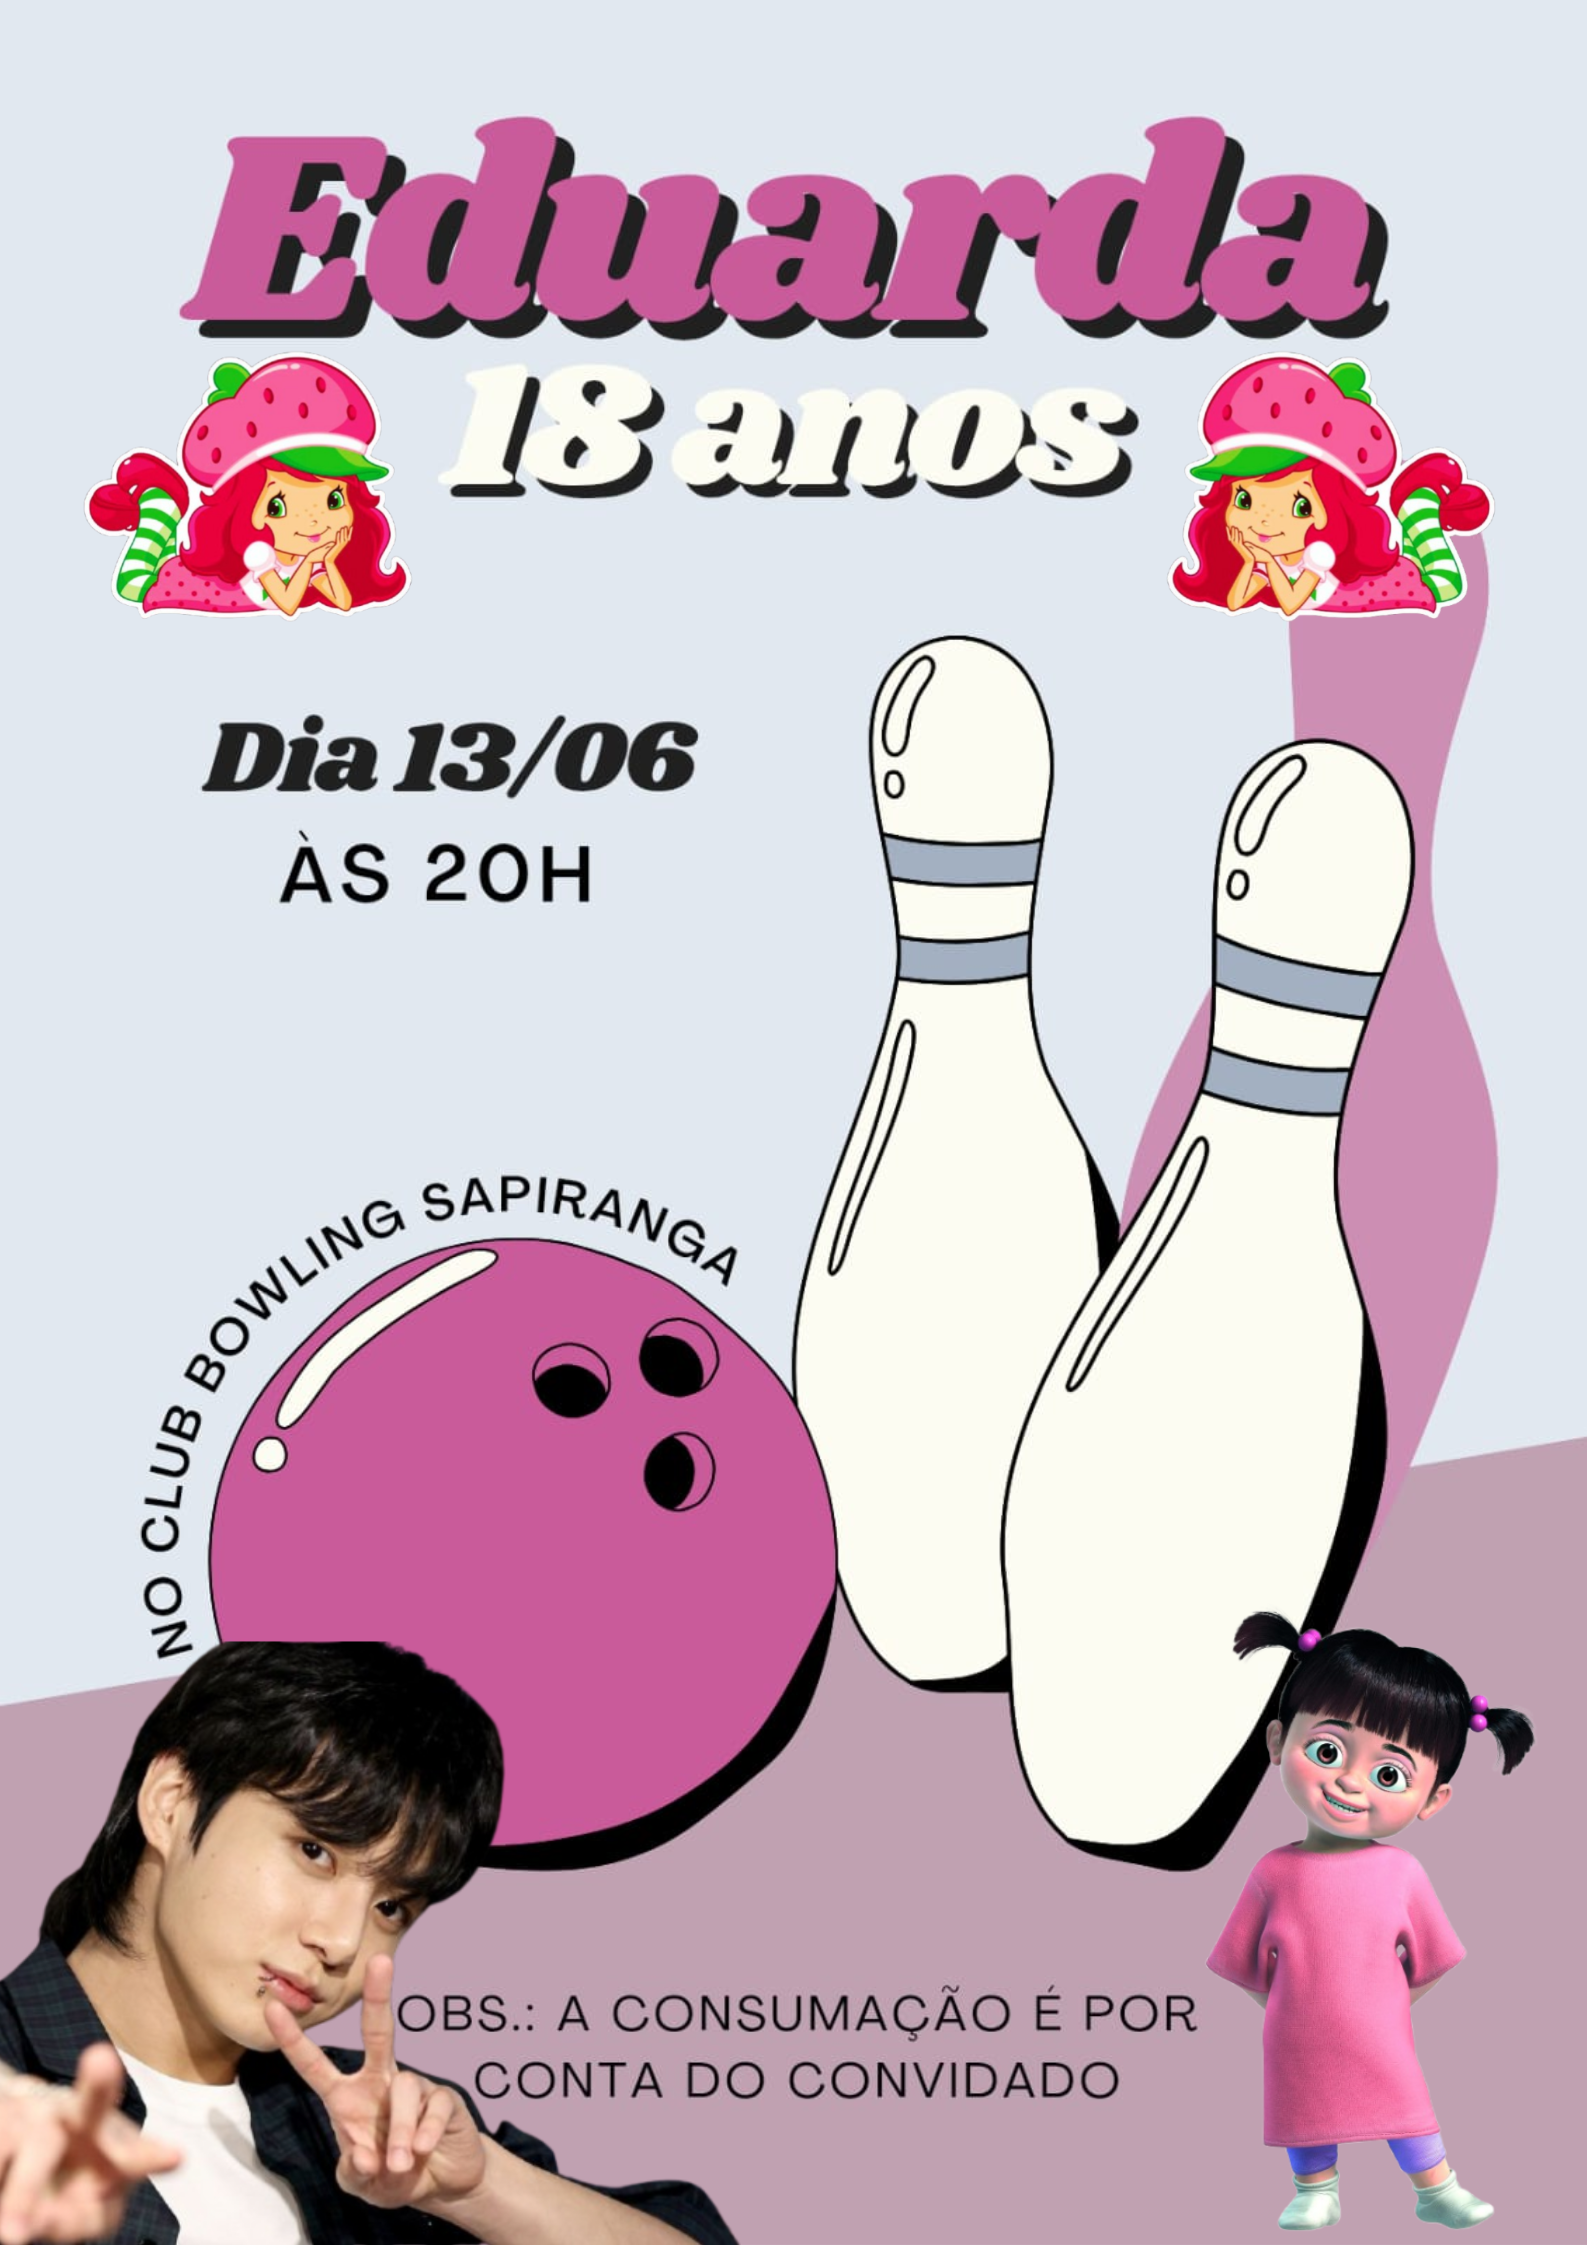 Eduarda
18 anos
Dia 13/06
ÀS 20H
NO CLUB BOWLING SAPIRANGA
OBS.: A CONSUMAÇÃO É POR
CONTA DO CONVIDADO